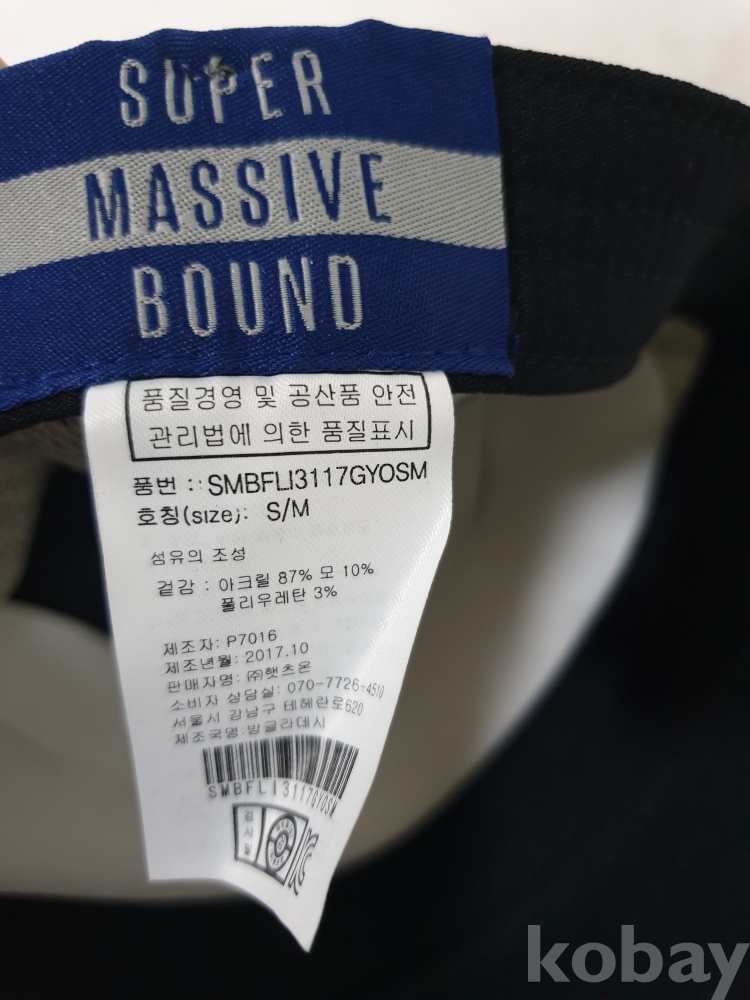 SUPER
MASSIVE
BOUND
품질경영 및 공산품 안전
관리법에 의한 품질표시
품번 : SMBFLI3117GYOSM
호칭(size): S/M
섬유의 조성
겉감 : 아크릴 87% 모 10%
폴리우레탄 3%
제조자: P7016
제조년월: 2017.10
판매자명: ㈜햇츠온
소비자 상담실: 070-7726-4510
서울시 강남구 테헤란로620
제조국명:방글라데시
SMBFLI3117GYOSM
검사필
kobay